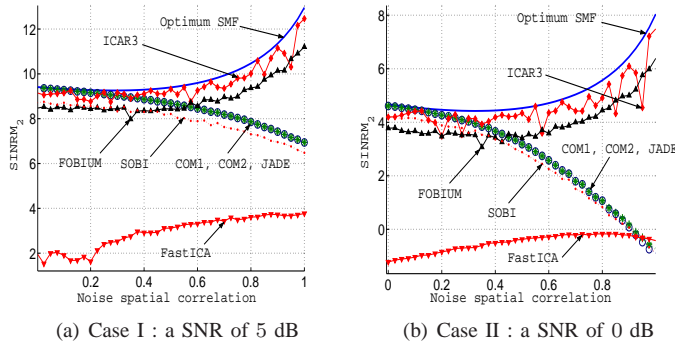 12
10
8
6
4
2
SINRM2
Optimum SMF
ICAR3
FOBIUM
SOBI
COM1, COM2, JADE
FastICA
0.2 0.4 0.6 0.8 1
Noise spatial correlation
(a) Case I : a SNR of 5 dB
8
6
4
2
0
SINRM2
Optimum SMF
ICAR3
COM1, COM2, JADE
FOBIUM
SOBI
FastICA
0 0.2 0.4 0.6 0.8
Noise spatial correlation
(b) Case II : a SNR of 0 dB